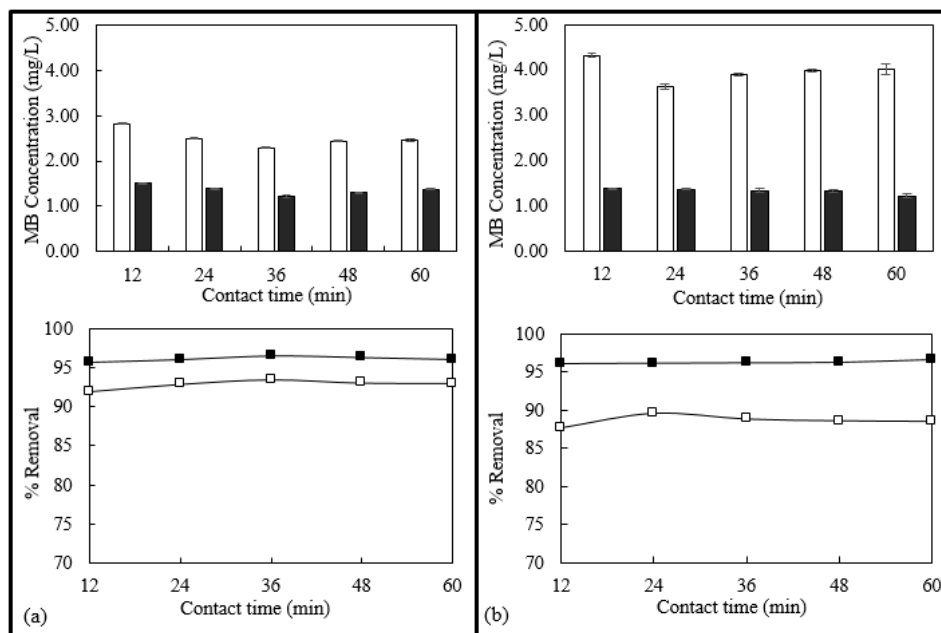 5.00
4.00
3.00
2.00
1.00
0.00
MB Concentration (mg/L)
12 24 36 48 60
Contact time (min)
100
95
90
85
80
75
70
% Removal
12 24 36 48 60
Contact time (min)
(a)
5.00
4.00
3.00
2.00
1.00
0.00
MB Concentration (mg/L)
12 24 36 48 60
Contact time (min)
100
95
90
85
80
75
70
% Removal
12 24 36 48 60
Contact time (min)
(b)